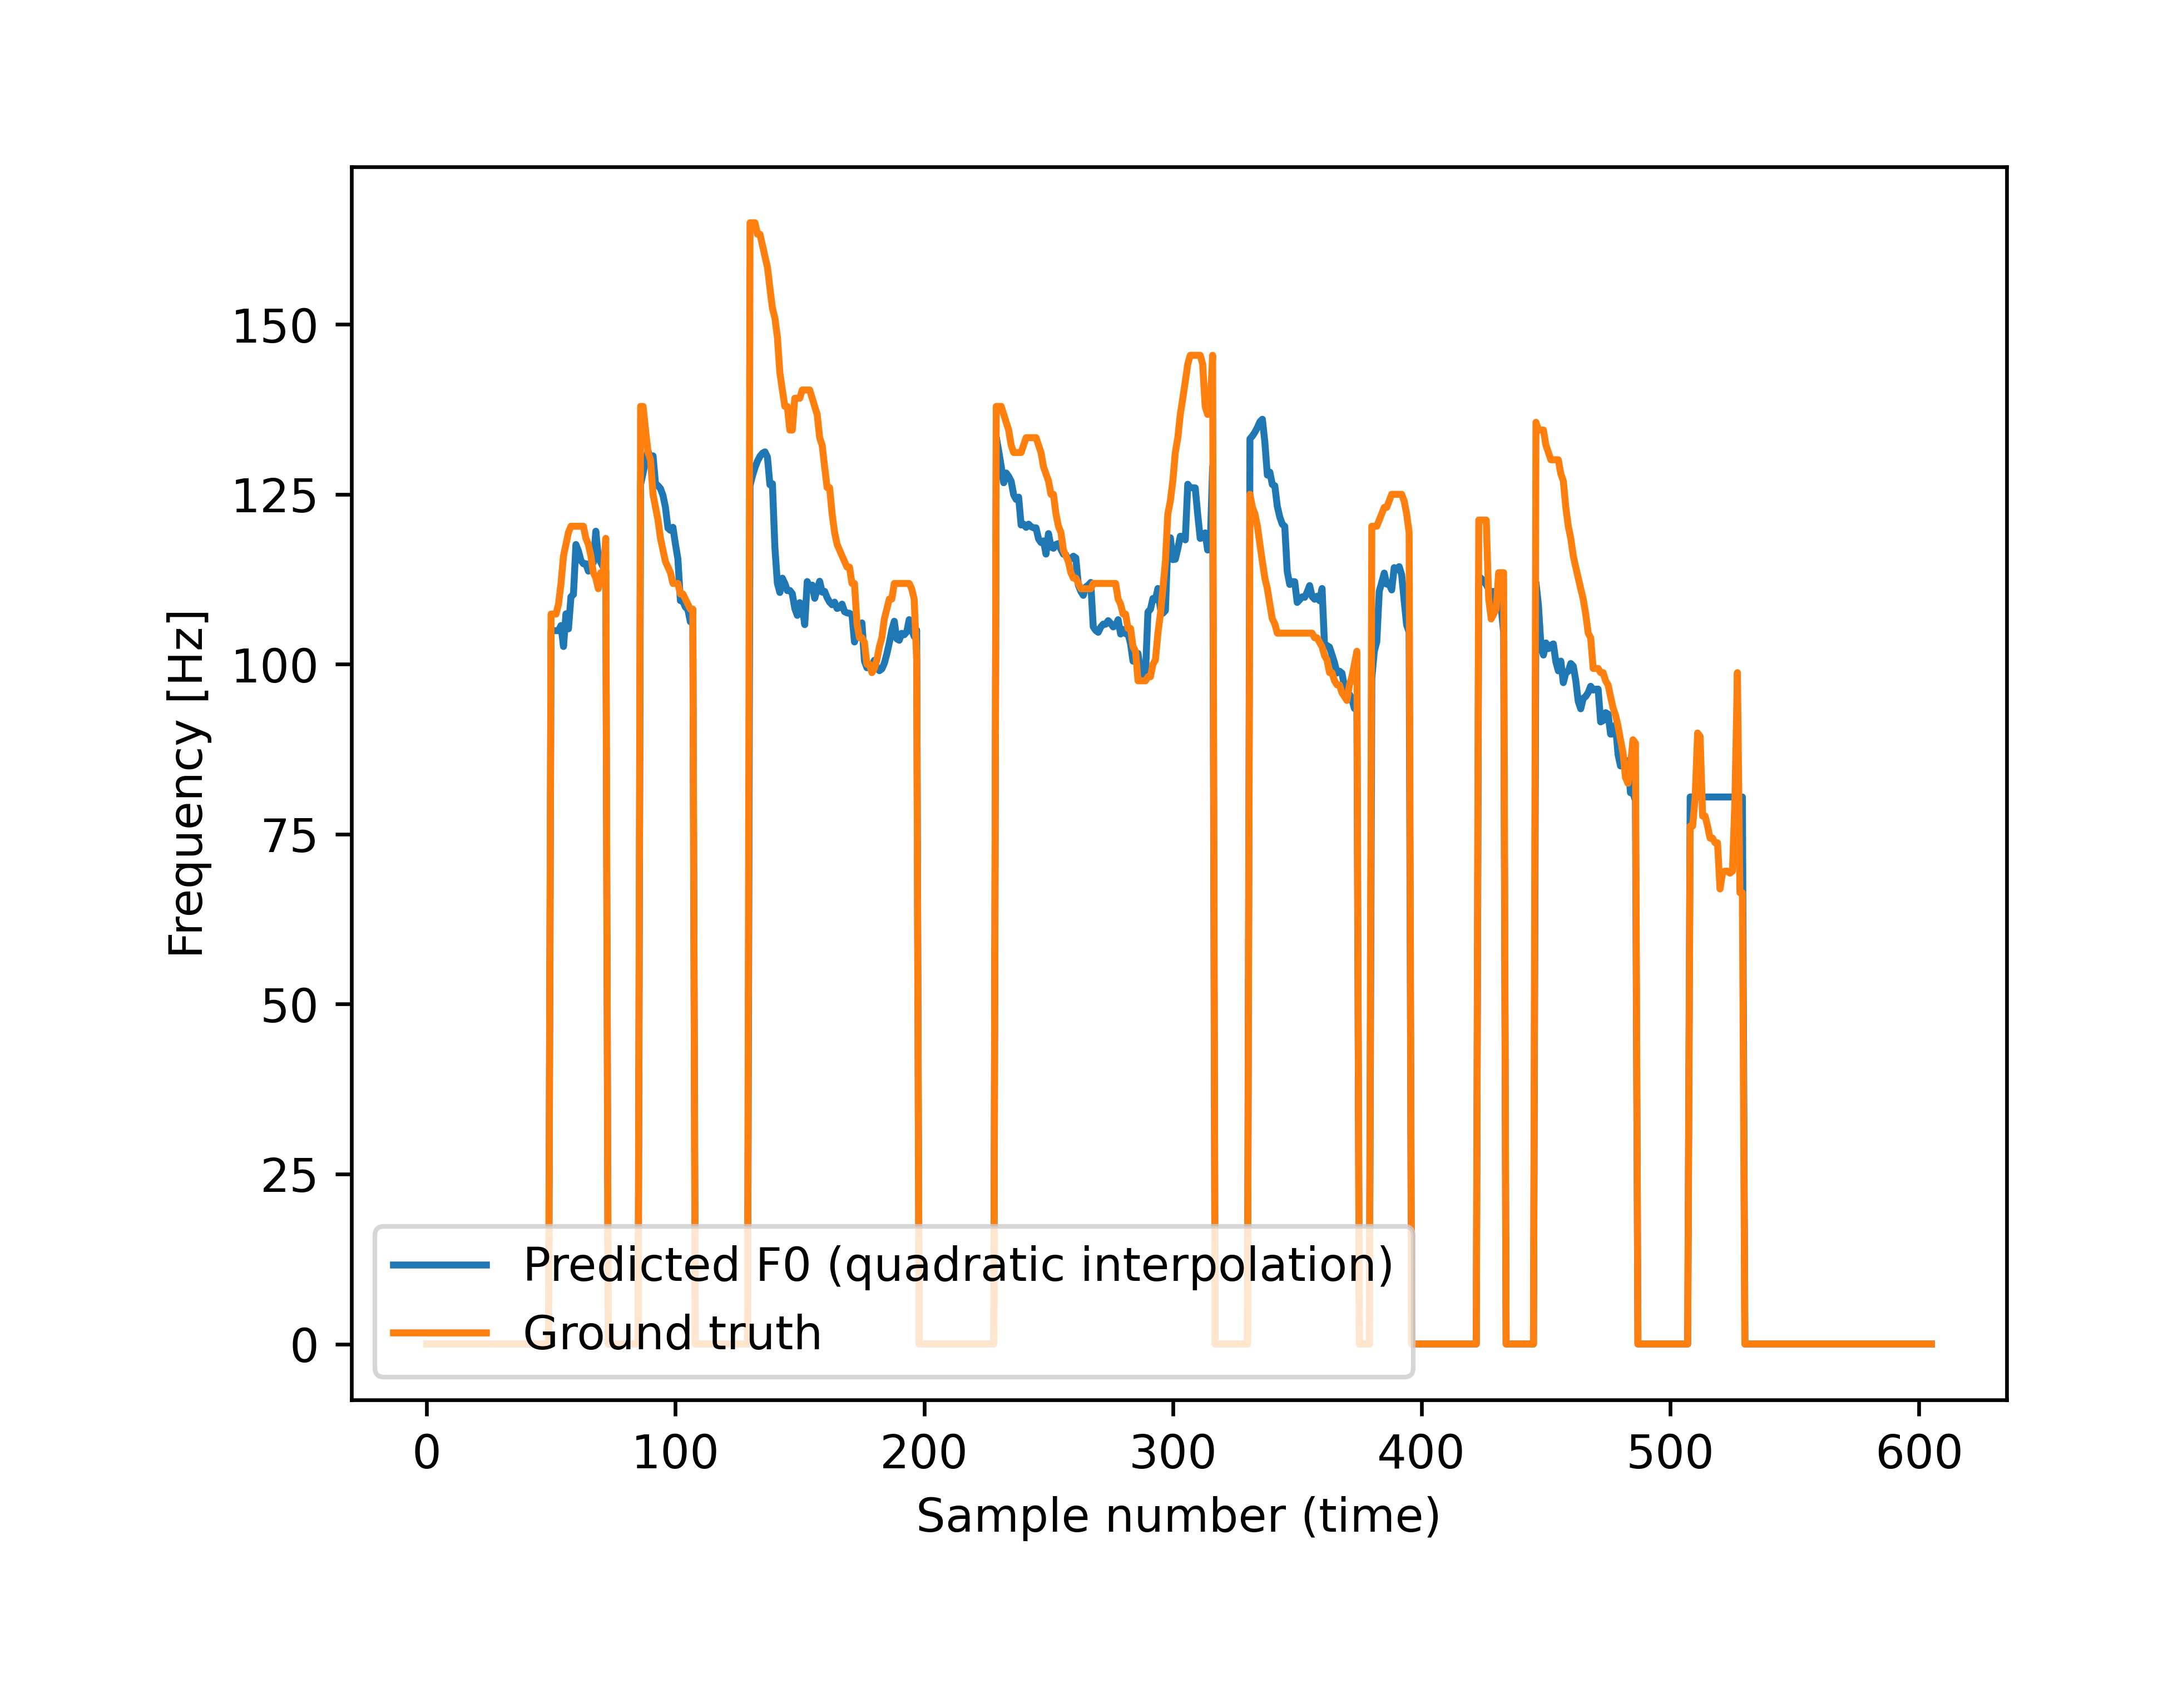 150
125
100
75
50
25
0
Frequency [Hz]
Predicted F0 (quadratic interpolation)
Ground truth
0 100 200 300 400 500 600
Sample number (time)